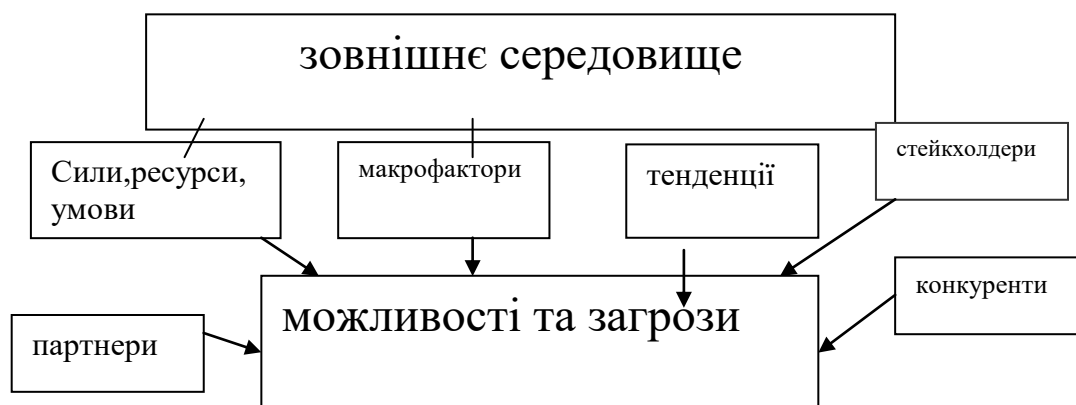 зовнішнє середовище
стейкхолдери
Сили,ресурси,
умови
макрофактори
тенденції
конкуренти
можливості та загрози
партнери